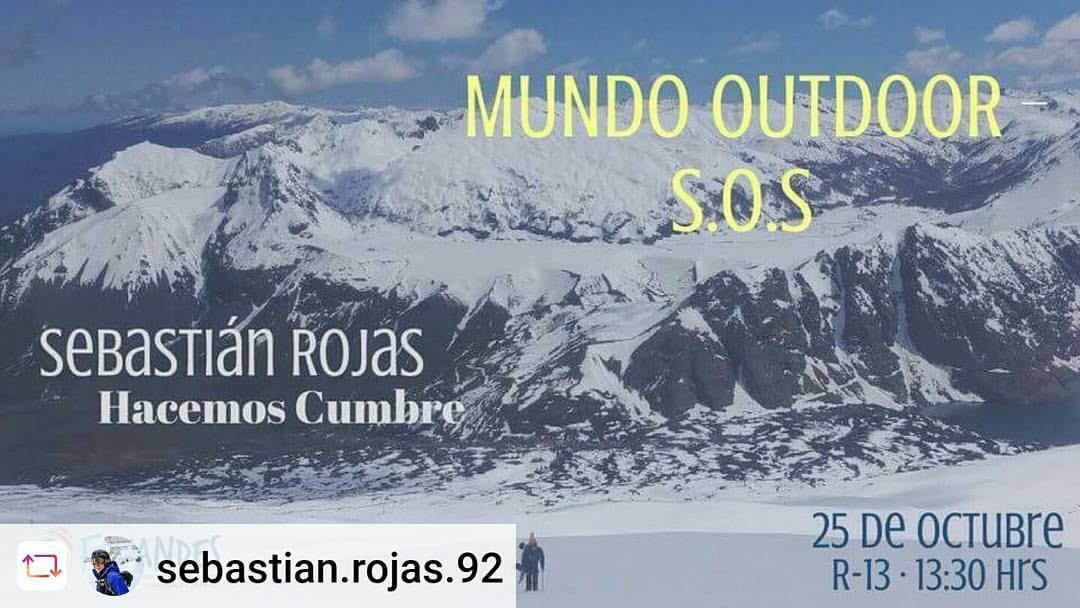 MUNDO OUTDOOR
S.O.S
Sebastián Rojas
Hacemos Cumbre
25 de octubre
R-13 · 13:30 Hrs
sebastian.rojas.92